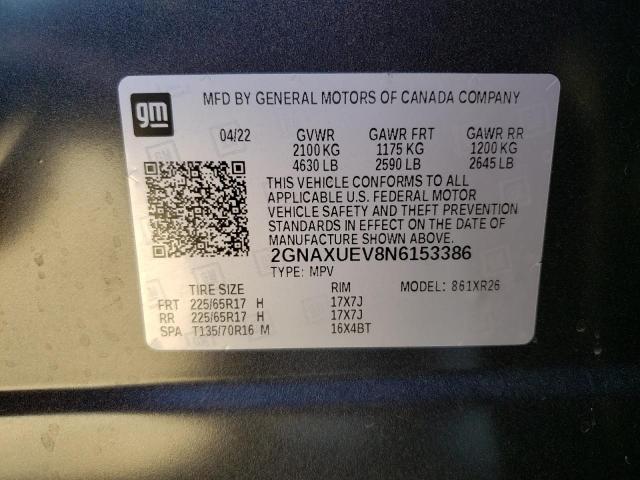 gm
MFD BY GENERAL MOTORS OF CANADA COMPANY
04/22 GVWR GAWR FRT GAWR RR
2100 KG 1175 KG 1200 KG
4630 LB 2590 LB 2645 LB
THIS VEHICLE CONFORMS TO ALL
APPLICABLE U.S. FEDERAL MOTOR
VEHICLE SAFETY AND THEFT PREVENTION
STANDARDS IN EFFECT ON THE DATE OF
MANUFACTURE SHOWN ABOVE.
2GNAXUEV8N6153386
TYPE: MPV MODEL: 861XR26
TIRE SIZE RIM
FRT 225/65R17 H 17X7J
RR 225/65R17 H 17X7J
SPA T135/70R16 M 16X4BT